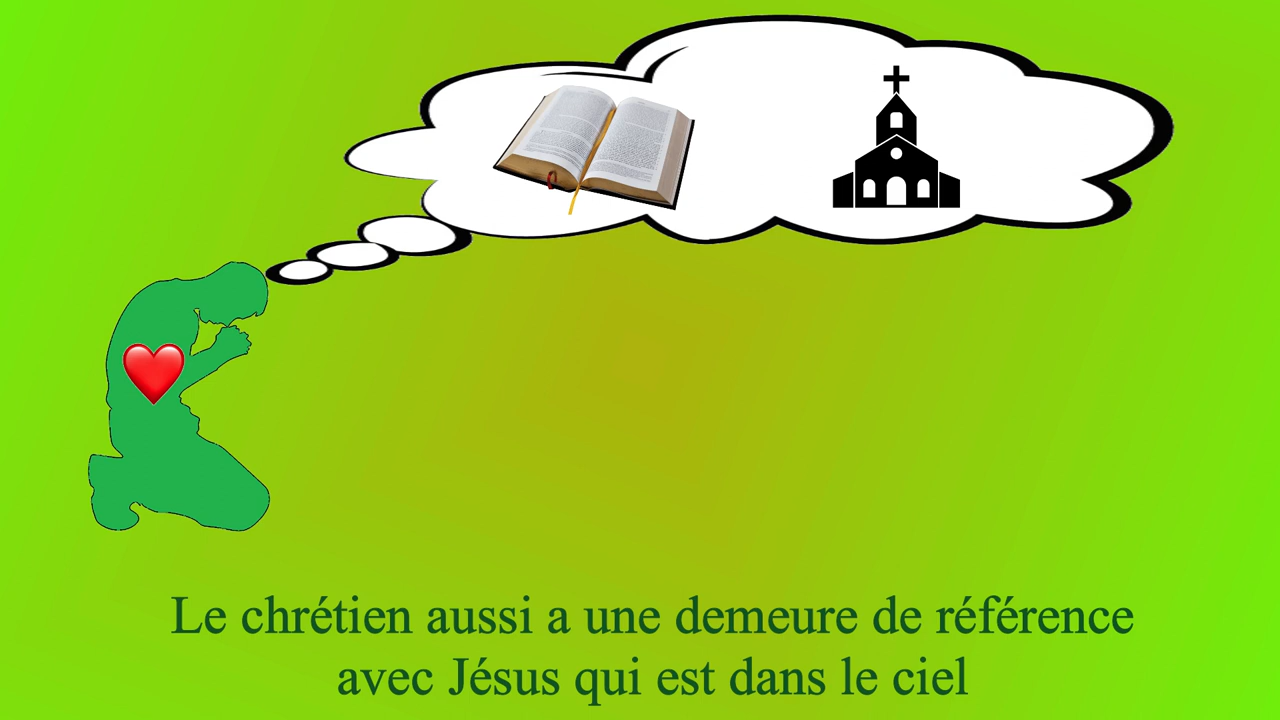 Le chrétien aussi a une demeure de référence
avec Jésus qui est dans le ciel